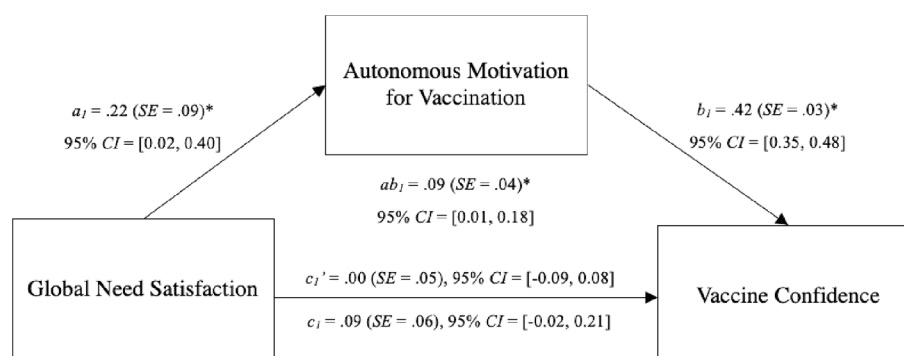 Autonomous Motivation
for Vaccination
a₁ = .22 (SE = .09)*
95% CI = [0.02, 0.40]
b₁ = .42 (SE = .03)*
95% CI = [0.35, 0.48]
ab₁ = .09 (SE = .04)*
95% CI = [0.01, 0.18]
Global Need Satisfaction
c₁’ = .00 (SE = .05), 95% CI = [-0.09, 0.08]
c₁ = .09 (SE = .06), 95% CI = [-0.02, 0.21]
Vaccine Confidence